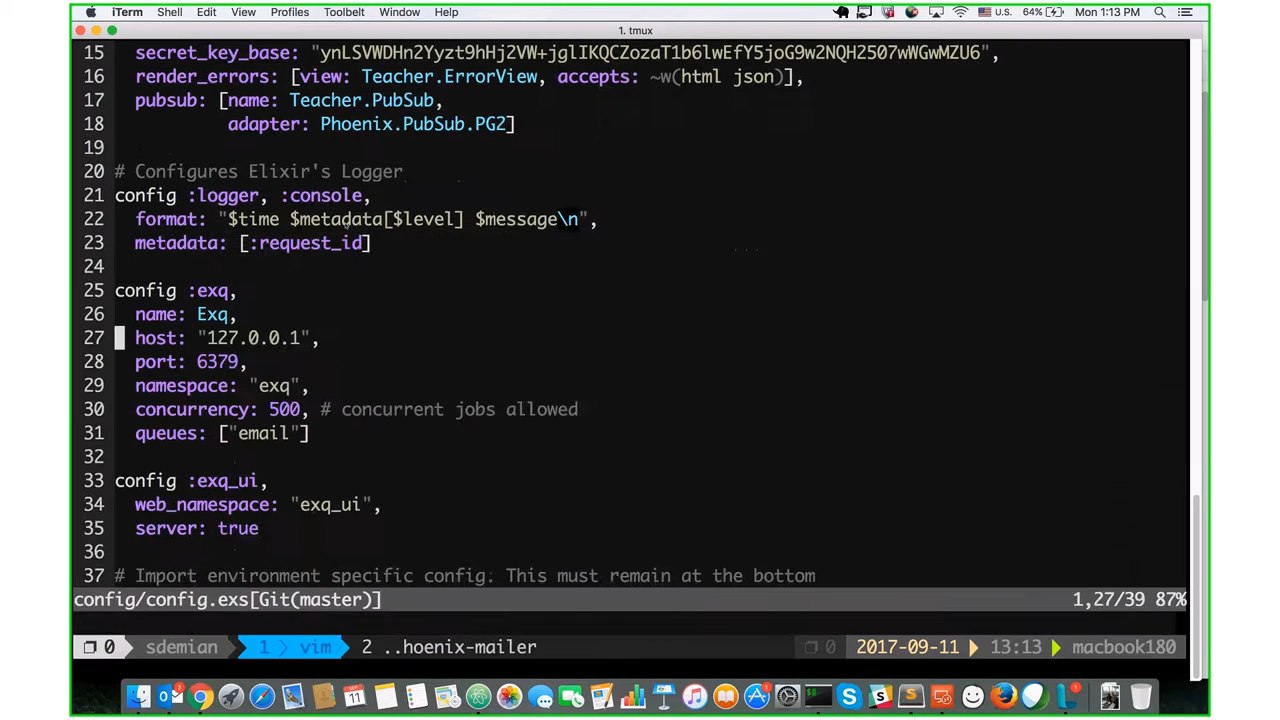 iTerm Shell Edit View Profiles Toolbelt Window Help U.S. 64% Mon 1:13 PM
1. tmux
15 secret_key_base: "ynLSVWDHn2Yyzt9hHj2VW+jglIKQCZozaT1b6lwEfY5joG9w2NQH2507wWGwMZU6",
16 render_errors: [view: Teacher.ErrorView, accepts: ~w(html json)],
17 pubsub: [name: Teacher.PubSub,
18 adapter: Phoenix.PubSub.PG2]
19
20 # Configures Elixir's Logger
21 config :logger, :console,
22 format: "$time $metadata[$level] $message\n",
23 metadata: [:request_id]
24
25 config :exq,
26 name: Exq,
27 host: "127.0.0.1",
28 port: 6379,
29 namespace: "exq",
30 concurrency: 500, # concurrent jobs allowed
31 queues: ["email"]
32
33 config :exq_ui,
34 web_namespace: "exq_ui",
35 server: true
36
37 # Import environment specific config. This must remain at the bottom
config/config.exs[Git(master)] 1,27/39 87%
0 sdemian 1 vim 2 ..hoenix-mailer 0 2017-09-11 13:13 macbook180